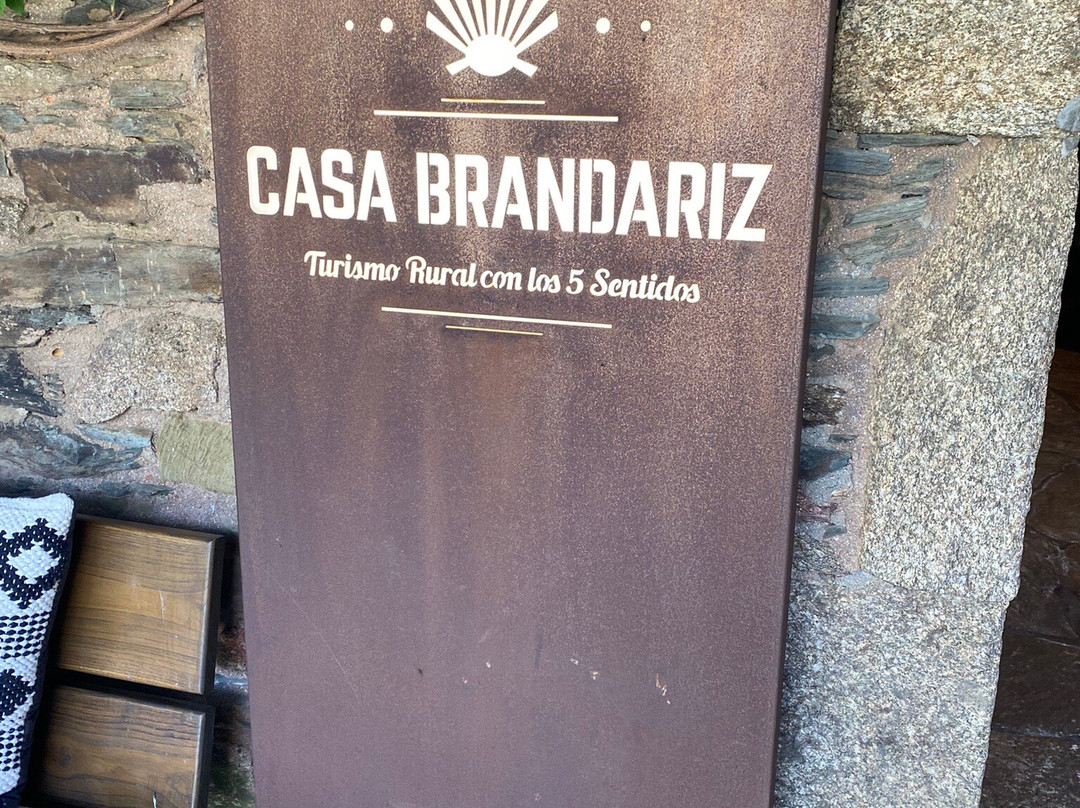 CASA BRANDARIZ
Turismo Rural con los 5 Sentidos